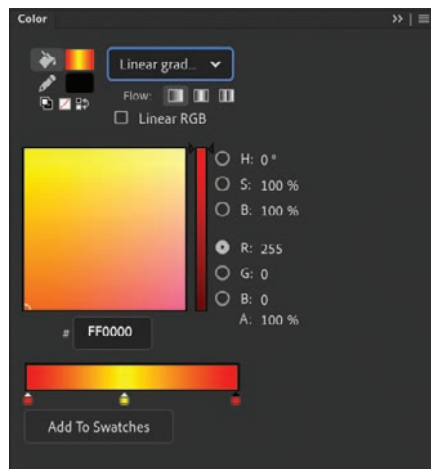 Color
Linear grad...
Flow:
Linear RGB
H: 0 °
S: 100 %
B: 100 %
R: 255
G: 0
B: 0
A: 100 %
# FF0000
Add To Swatches